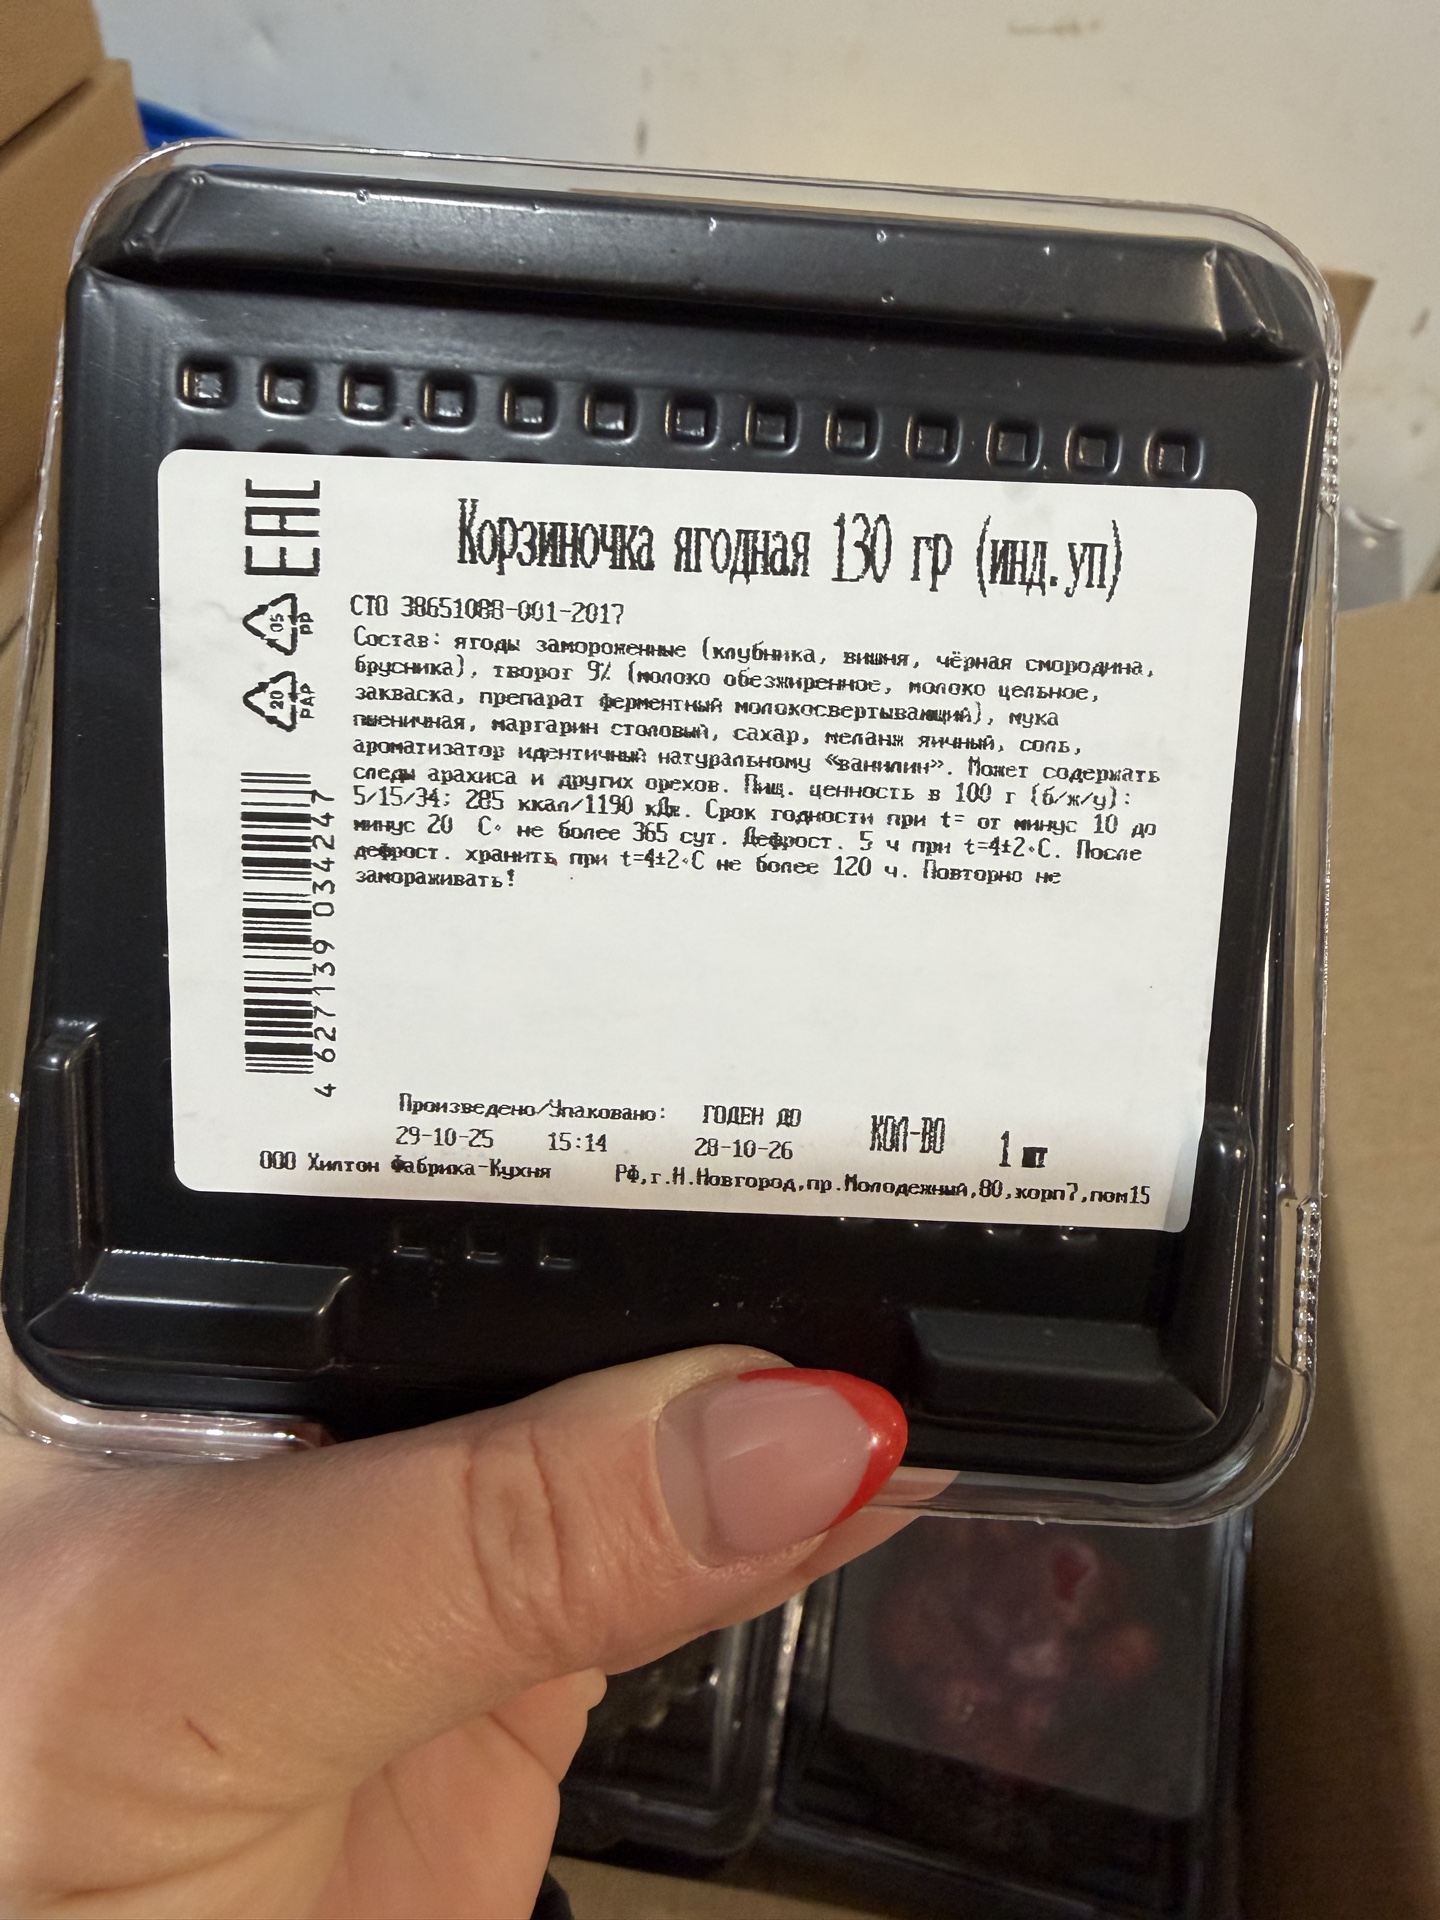 ЕАС
05
PP
20
PAP
Корзиночка ягодная 130 гр (инд.уп)
СТО 38651088-001-2017
Состав: ягоды замороженные (клубника, вишня, чёрная смородина,
брусника), творог 9% (молоко обезжиренное, молоко цельное,
закваска, препарат ферментный молокосвертывающий), мука
пшеничная, маргарин столовый, сахар, меланж яичный, соль,
ароматизатор идентичный натуральному «ванилин». Может содержать
следы арахиса и других орехов. Пищ. ценность в 100 г (б/ж/у):
5/15/34; 285 ккал/1190 кДж. Срок годности при t= от минус 10 до
минус 20 С° не более 365 сут. Дефрост. 5 ч при t=4±2°С. После
дефрост. хранить при t=4±2°С не более 120 ч. Повторно не
замораживать!
4 627139 034247
Произведено/Упаковано: ГОДЕН ДО КОЛ-ВО 1 шт
29-10-25 15:14 28-10-26
ООО Хилтон Фабрика-Кухня РФ,г.Н.Новгород,пр.Молодежный,80,корп7,пом15